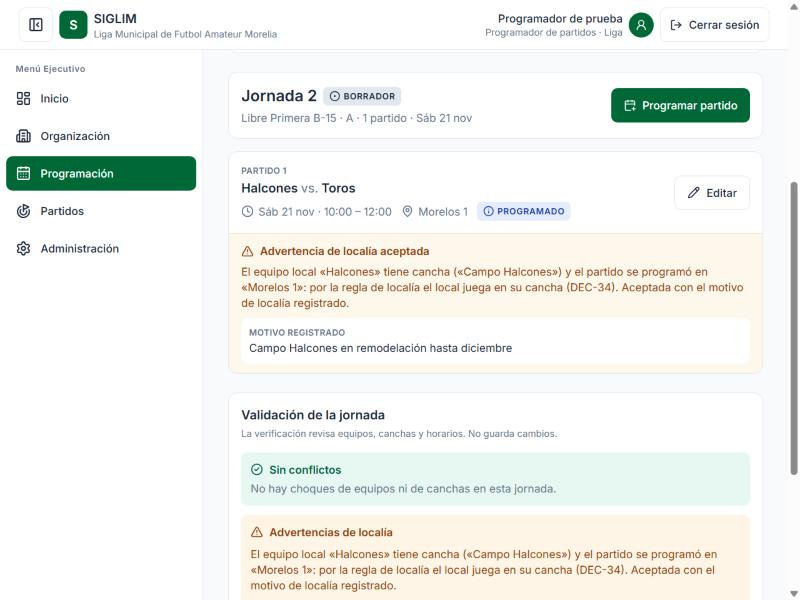 S
SIGLIM
Liga Municipal de Futbol Amateur Morelia
Programador de prueba
Programador de partidos · Liga
Cerrar sesión
Menú Ejecutivo
Inicio
Organización
Programación
Partidos
Administración
Jornada 2
BORRADOR
Libre Primera B-15 · A · 1 partido · Sáb 21 nov
Programar partido
PARTIDO 1
Halcones vs. Toros
Sáb 21 nov · 10:00 – 12:00
Morelos 1
PROGRAMADO
Editar
Advertencia de localía aceptada
El equipo local «Halcones» tiene cancha («Campo Halcones») y el partido se programó en
«Morelos 1»: por la regla de localía el local juega en su cancha (DEC-34). Aceptada con el motivo
de localía registrado.
MOTIVO REGISTRADO
Campo Halcones en remodelación hasta diciembre
Validación de la jornada
La verificación revisa equipos, canchas y horarios. No guarda cambios.
Sin conflictos
No hay choques de equipos ni de canchas en esta jornada.
Advertencias de localía
El equipo local «Halcones» tiene cancha («Campo Halcones») y el partido se programó en
«Morelos 1»: por la regla de localía el local juega en su cancha (DEC-34). Aceptada con el
motivo de localía registrado.